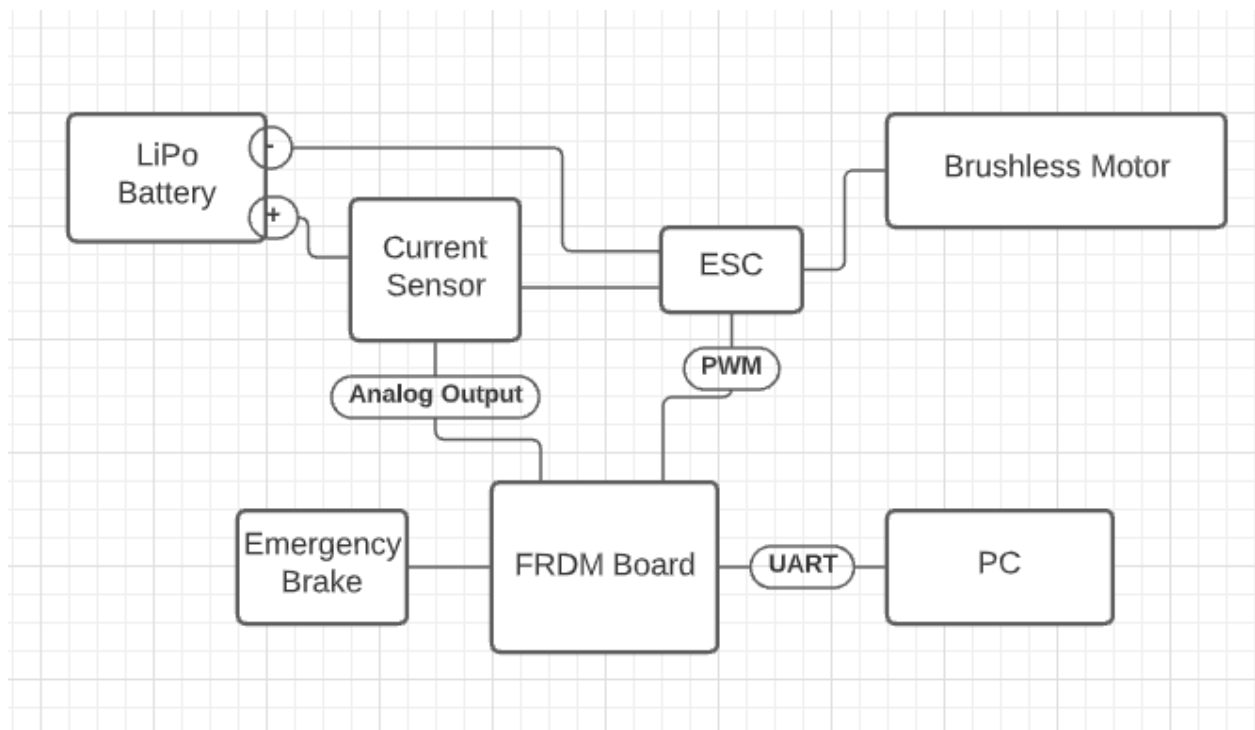 LiPo
Battery
-
+
Current
Sensor
ESC
Brushless Motor
Analog Output
PWM
Emergency
Brake
FRDM Board
UART
PC